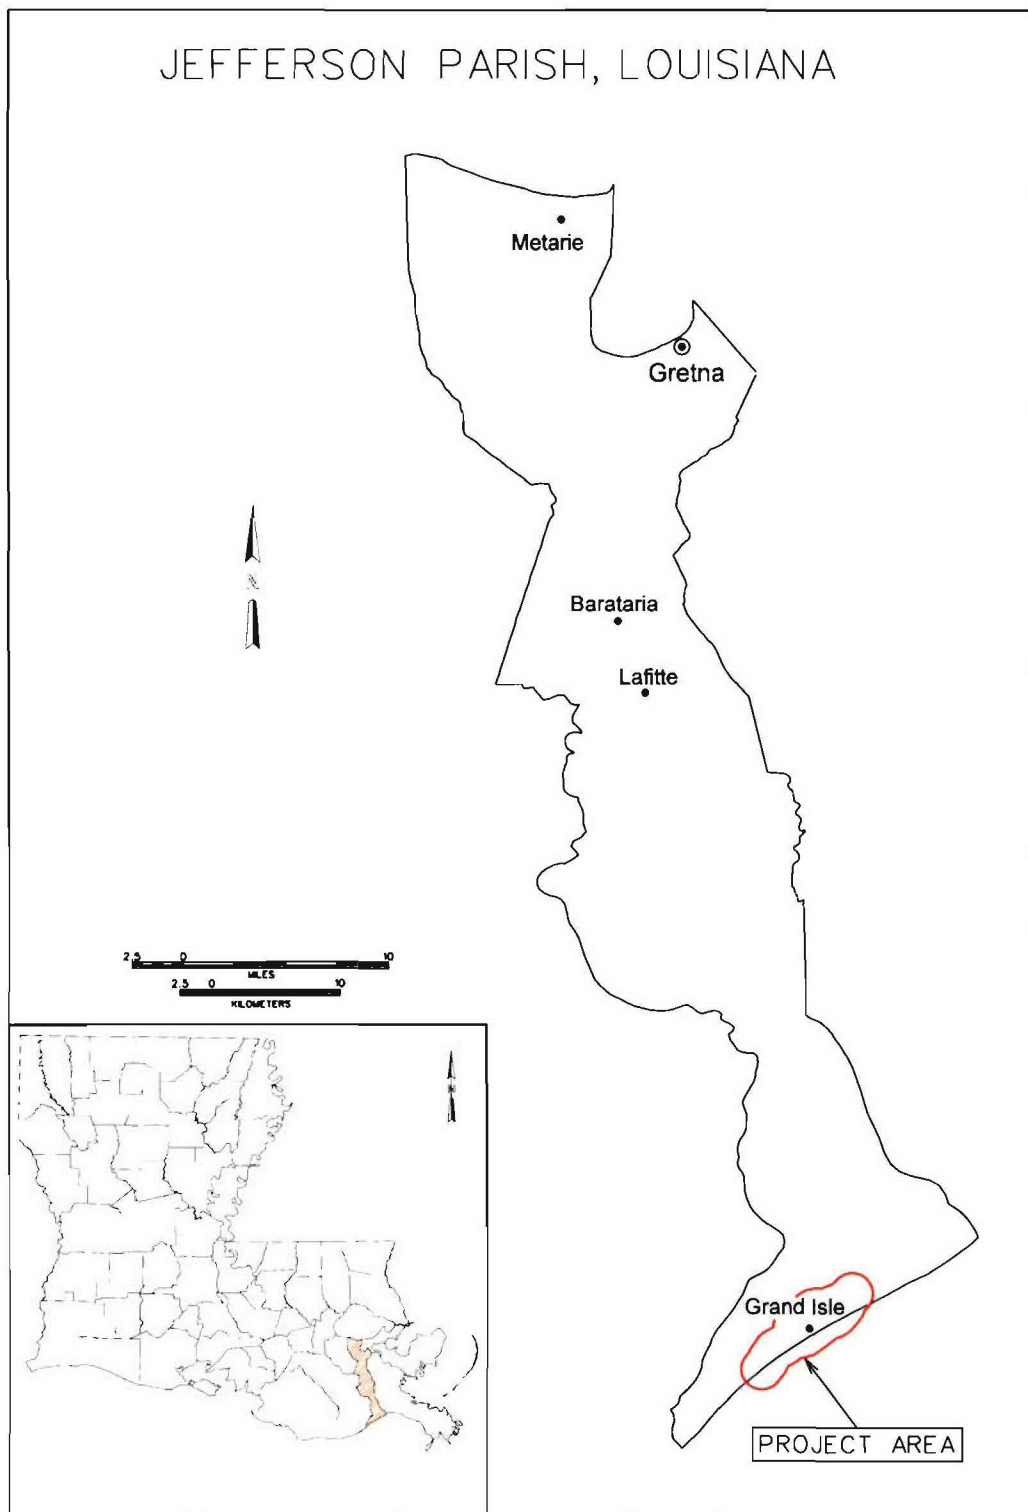 JEFFERSON PARISH, LOUISIANA
Metarie
Gretna
Barataria
Lafitte
2.5 0 10
MILES
2.5 0 10
KILOMETERS
Grand Isle
PROJECT AREA